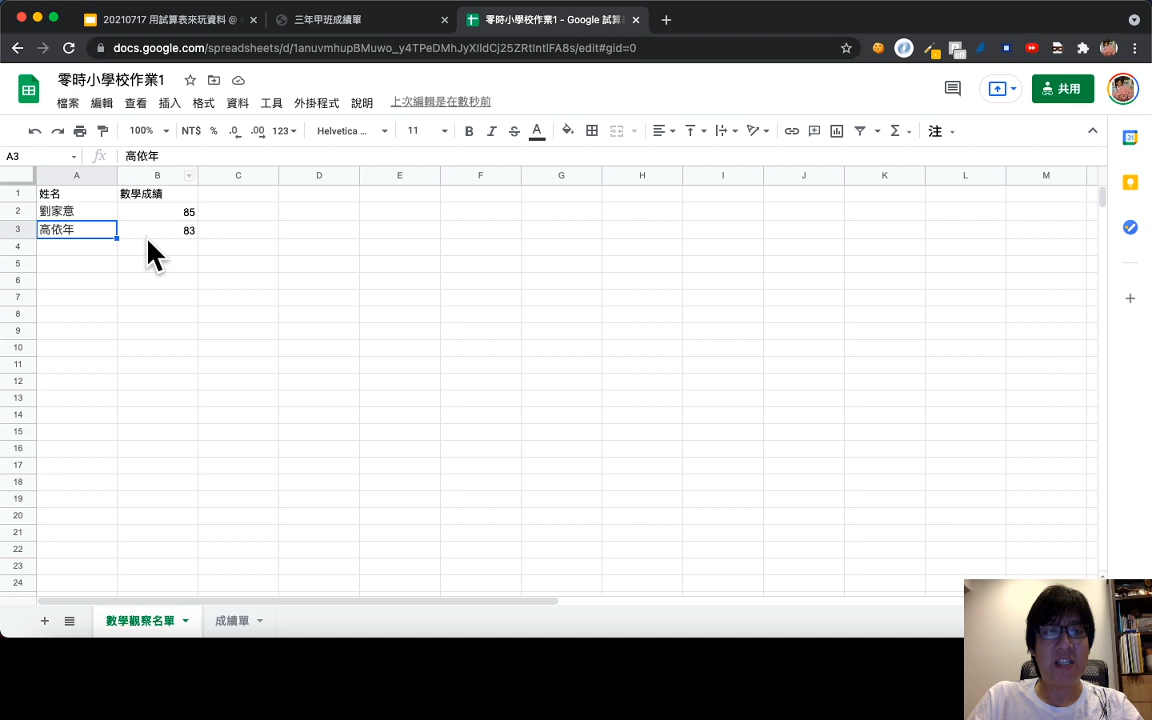 20210717 用試算表來玩資料 @
三年甲班成績單
零時小學校作業1 - Google 試算
docs.google.com/spreadsheets/d/1anuvmhupBMuwo_y4TPeDMhJyXIldCj25ZRtIntlFA8s/edit#gid=0
零時小學校作業1
檔案 編輯 查看 插入 格式 資料 工具 外掛程式 說明 上次編輯是在數秒前
共用
100% NT$ % .0 .00 123 Helvetica ... 11 B I S A 注
A3 fx 高依年
A B C D E F G H I J K L M
1 姓名 數學成績
2 劉家意 85
3 高依年 83
4
5
6
7
8
9
10
11
12
13
14
15
16
17
18
19
20
21
22
23
24
數學觀察名單 成績單